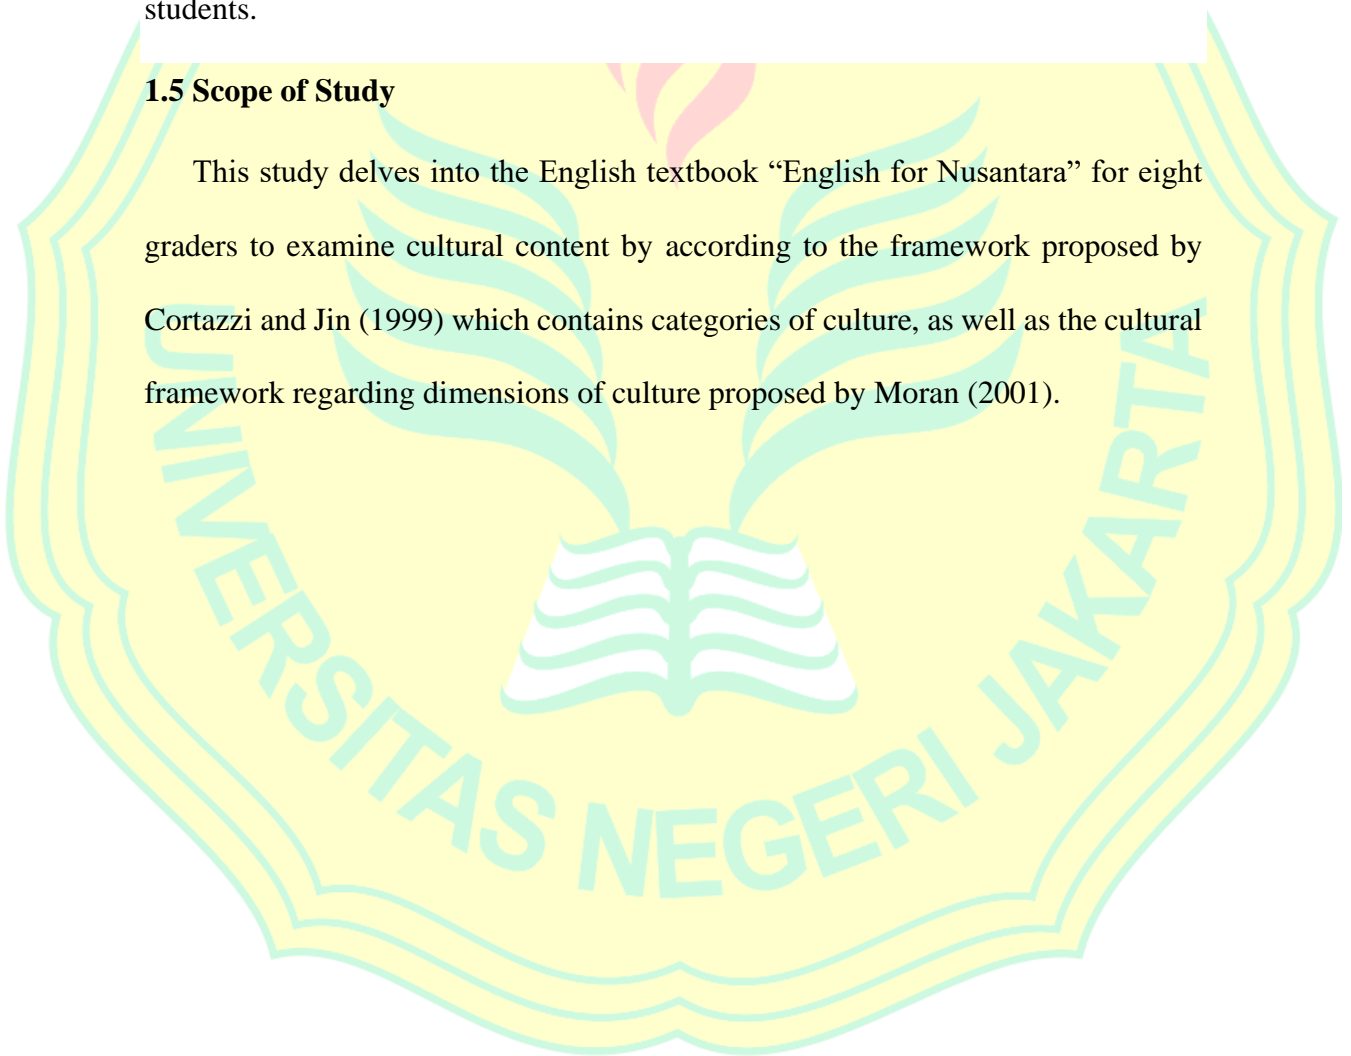 students.
1.5 Scope of Study
This study delves into the English textbook “English for Nusantara” for eight
graders to examine cultural content by according to the framework proposed by
Cortazzi and Jin (1999) which contains categories of culture, as well as the cultural
framework regarding dimensions of culture proposed by Moran (2001).
UNIVERSITAS NEGERI JAKARTA